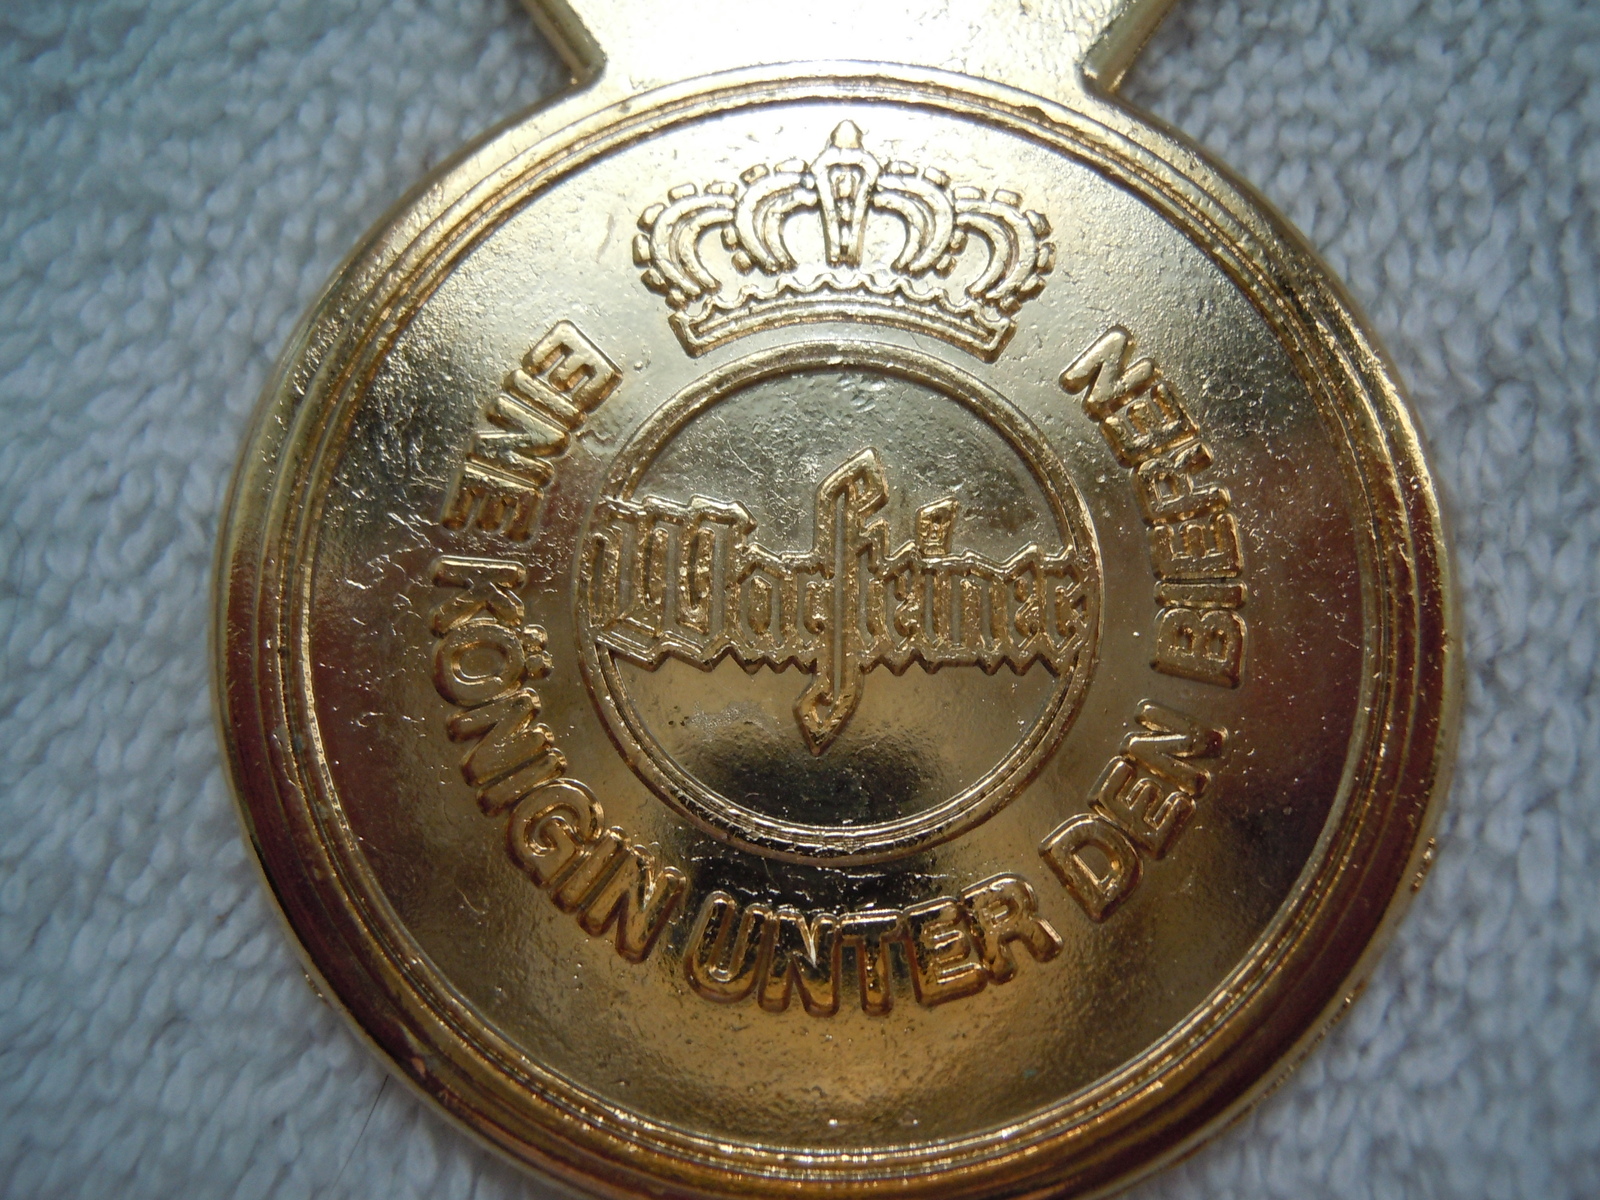 Warsteiner
EINE KÖNIGIN UNTER DEN BIEREN